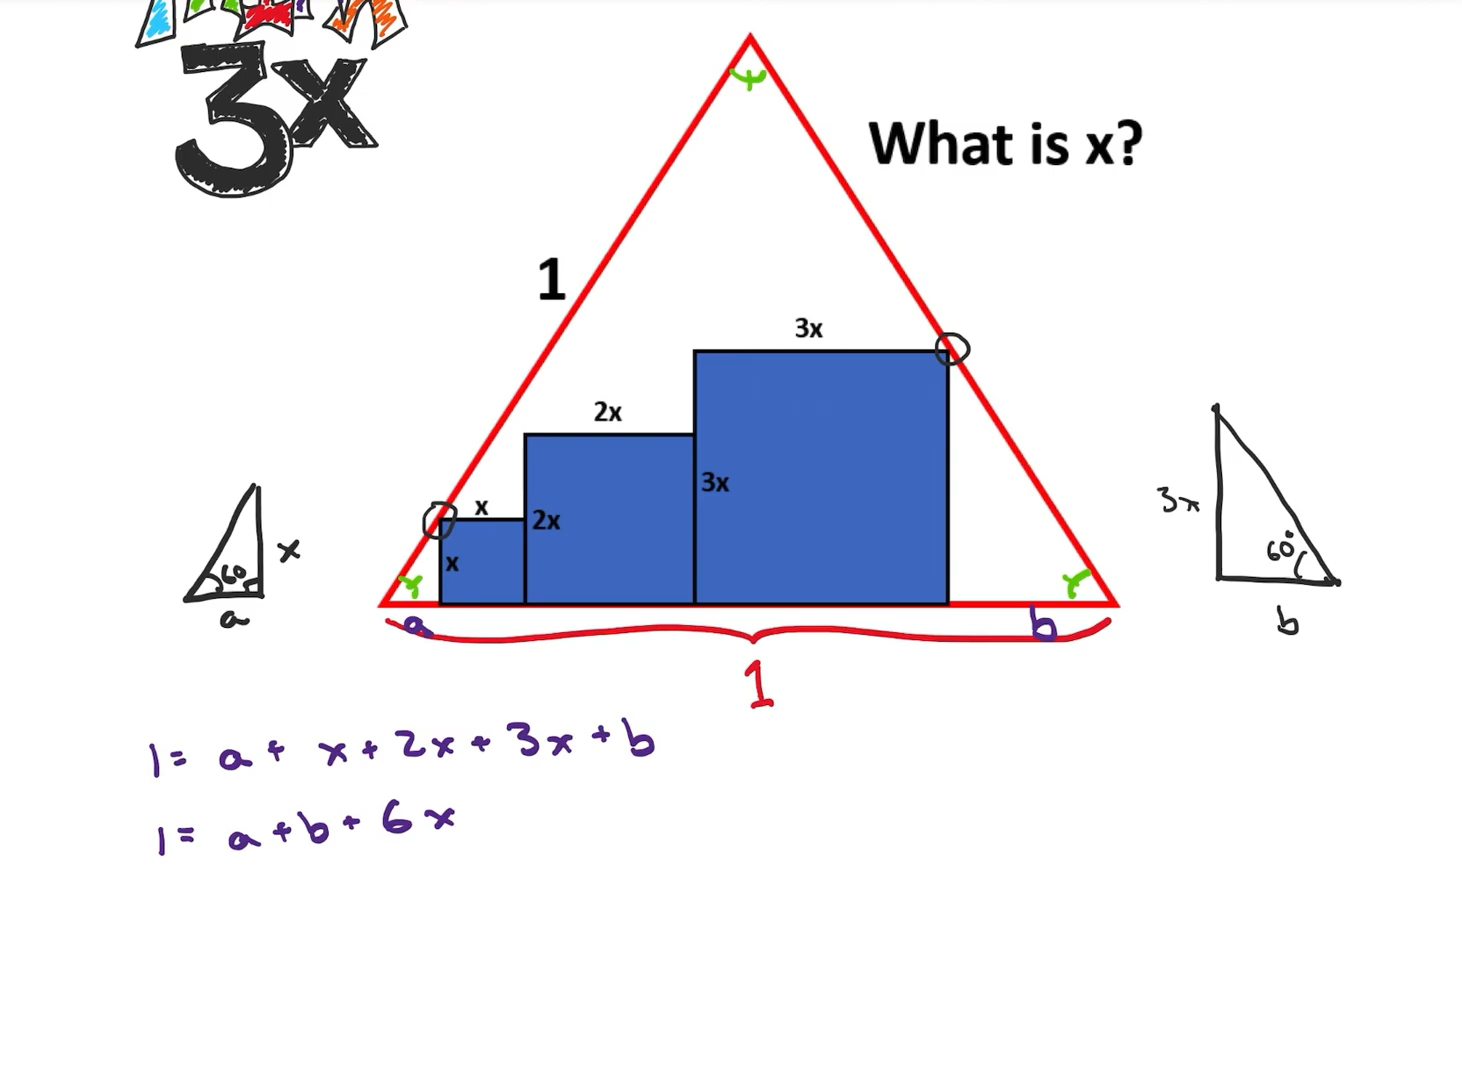 3x
What is x?
1
3x
2x
3x
x
2x
x
60
x
a
3x
60°
b
a
b
1
1 = a + x + 2x + 3x + b
1 = a + b + 6x